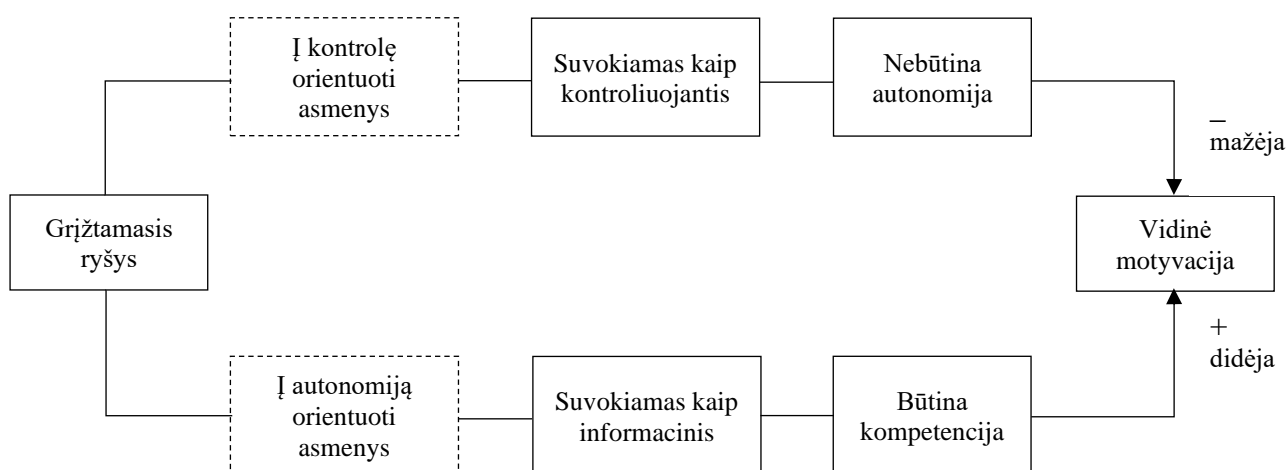 Į kontrolę
orientuoti
asmenys
Suvokiamas kaip
kontroliuojantis
Nebūtina
autonomija
–
mažėja
Grįžtamasis
ryšys
Vidinė
motyvacija
+
didėja
Į autonomiją
orientuoti
asmenys
Suvokiamas kaip
informacinis
Būtina
kompetencija